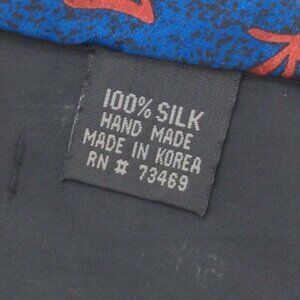 100% SILK
HAND MADE
MADE IN KOREA
RN # 73469